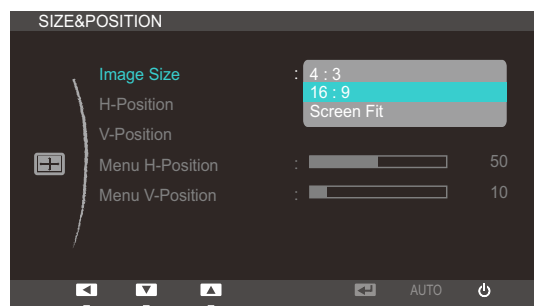 SIZE&POSITION
Image Size : 4 : 3
16 : 9
Screen Fit
H-Position
V-Position
Menu H-Position : 50
Menu V-Position : 10
AUTO